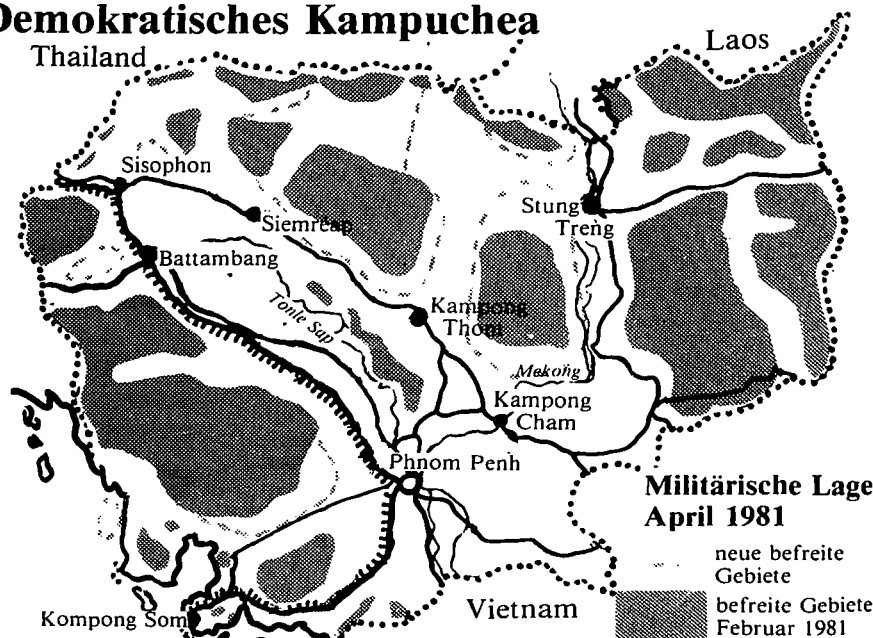 Demokratisches Kampuchea
Thailand
Laos
Sisophon
Siemréap
Stung
Treng
Battambang
Tonle Sap
Kampong
Thom
Mekong
Kampong
Cham
Phnom Penh
Militärische Lage
April 1981
neue befreite
Gebiete
befreite Gebiete
Februar 1981
Vietnam
Kompong Som